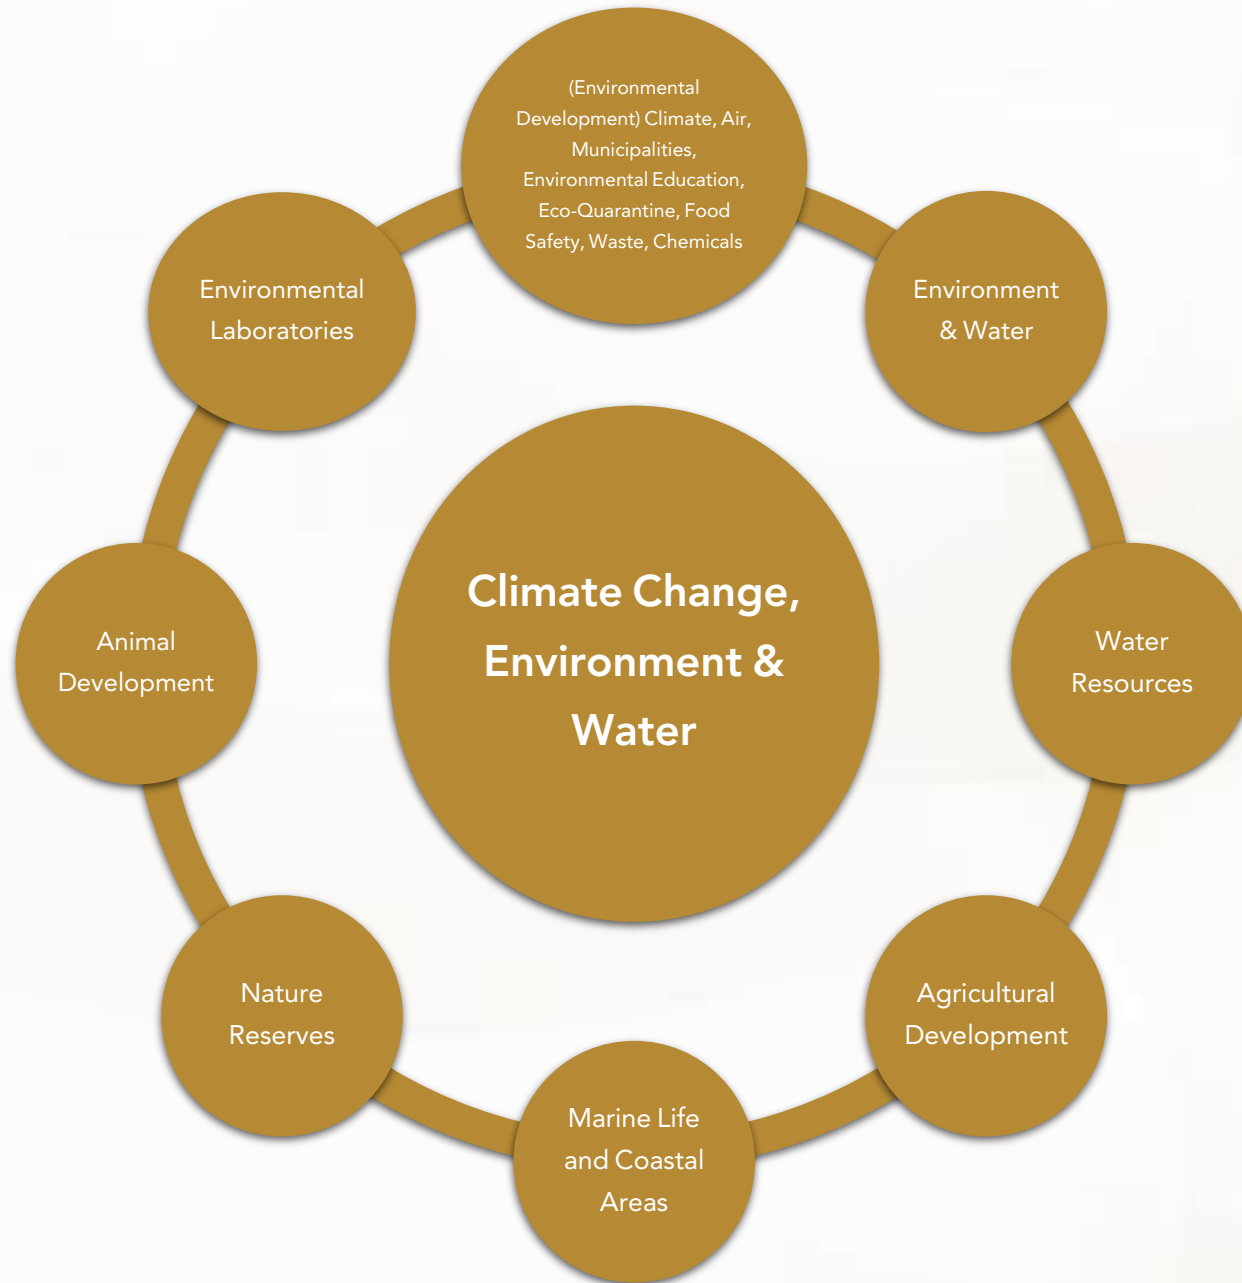 (Environmental
Development) Climate, Air,
Municipalities,
Environmental Education,
Eco-Quarantine, Food
Safety, Waste, Chemicals
Environment
& Water
Water
Resources
Agricultural
Development
Marine Life
and Coastal
Areas
Nature
Reserves
Animal
Development
Environmental
Laboratories
Climate Change,
Environment &
Water